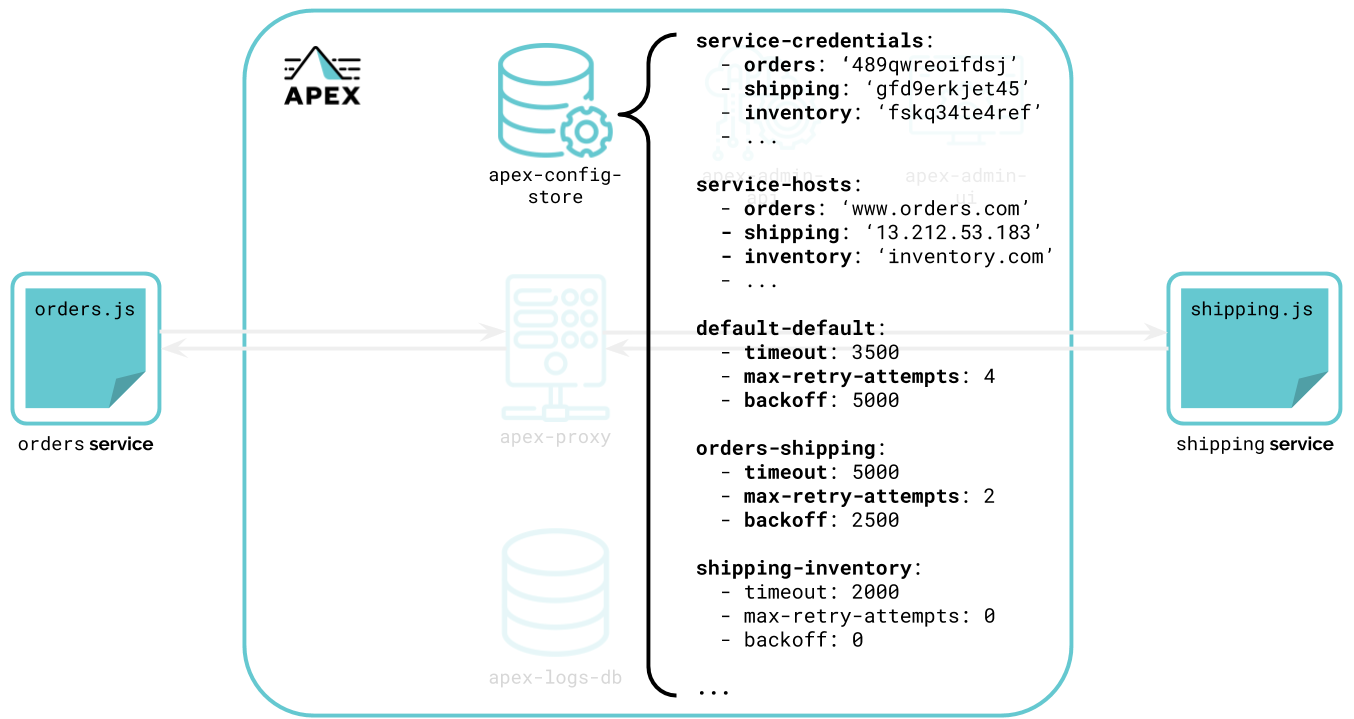 APEX
apex-config-
store
service-credentials:
- orders: ‘489qwreoifdsj’
- shipping: ‘gfd9erkjet45’
- inventory: ‘fskq34te4ref’
- ...
apex-admin-
api
apex-admin-
ui
service-hosts:
- orders: ‘www.orders.com’
- shipping: ‘13.212.53.183’
- inventory: ‘inventory.com’
- ...
orders.js
orders service
apex-proxy
shipping.js
shipping service
default-default:
- timeout: 3500
- max-retry-attempts: 4
- backoff: 5000
orders-shipping:
- timeout: 5000
- max-retry-attempts: 2
- backoff: 2500
shipping-inventory:
- timeout: 2000
- max-retry-attempts: 0
- backoff: 0
...
apex-logs-db